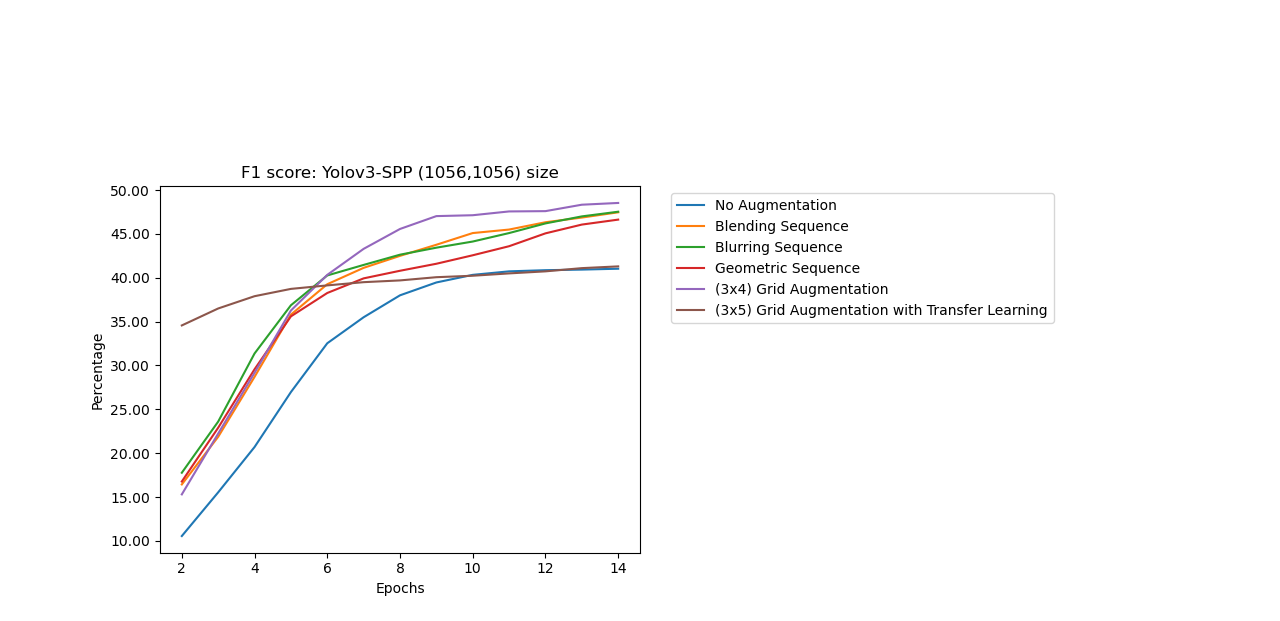 F1 score: Yolov3-SPP (1056,1056) size
50.00
45.00
40.00
35.00
30.00
25.00
20.00
15.00
10.00
Percentage
2 4 6 8 10 12 14
Epochs
No Augmentation
Blending Sequence
Blurring Sequence
Geometric Sequence
(3x4) Grid Augmentation
(3x5) Grid Augmentation with Transfer Learning